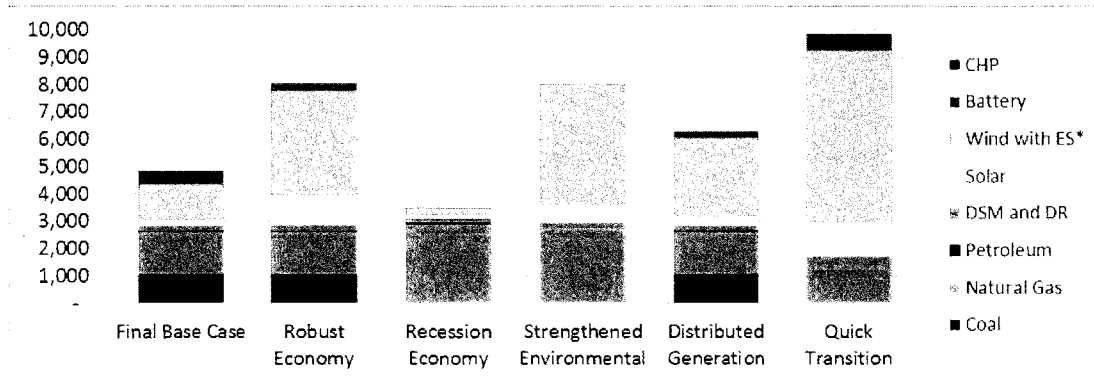 10,000
9,000
8,000
7,000
6,000
5,000
4,000
3,000
2,000
1,000
-
Final Base Case
Robust
Economy
Recession
Economy
Strengthened
Environmental
Distributed
Generation
Quick
Transition
CHP
Battery
Wind with ES*
Solar
DSM and DR
Petroleum
Natural Gas
Coal